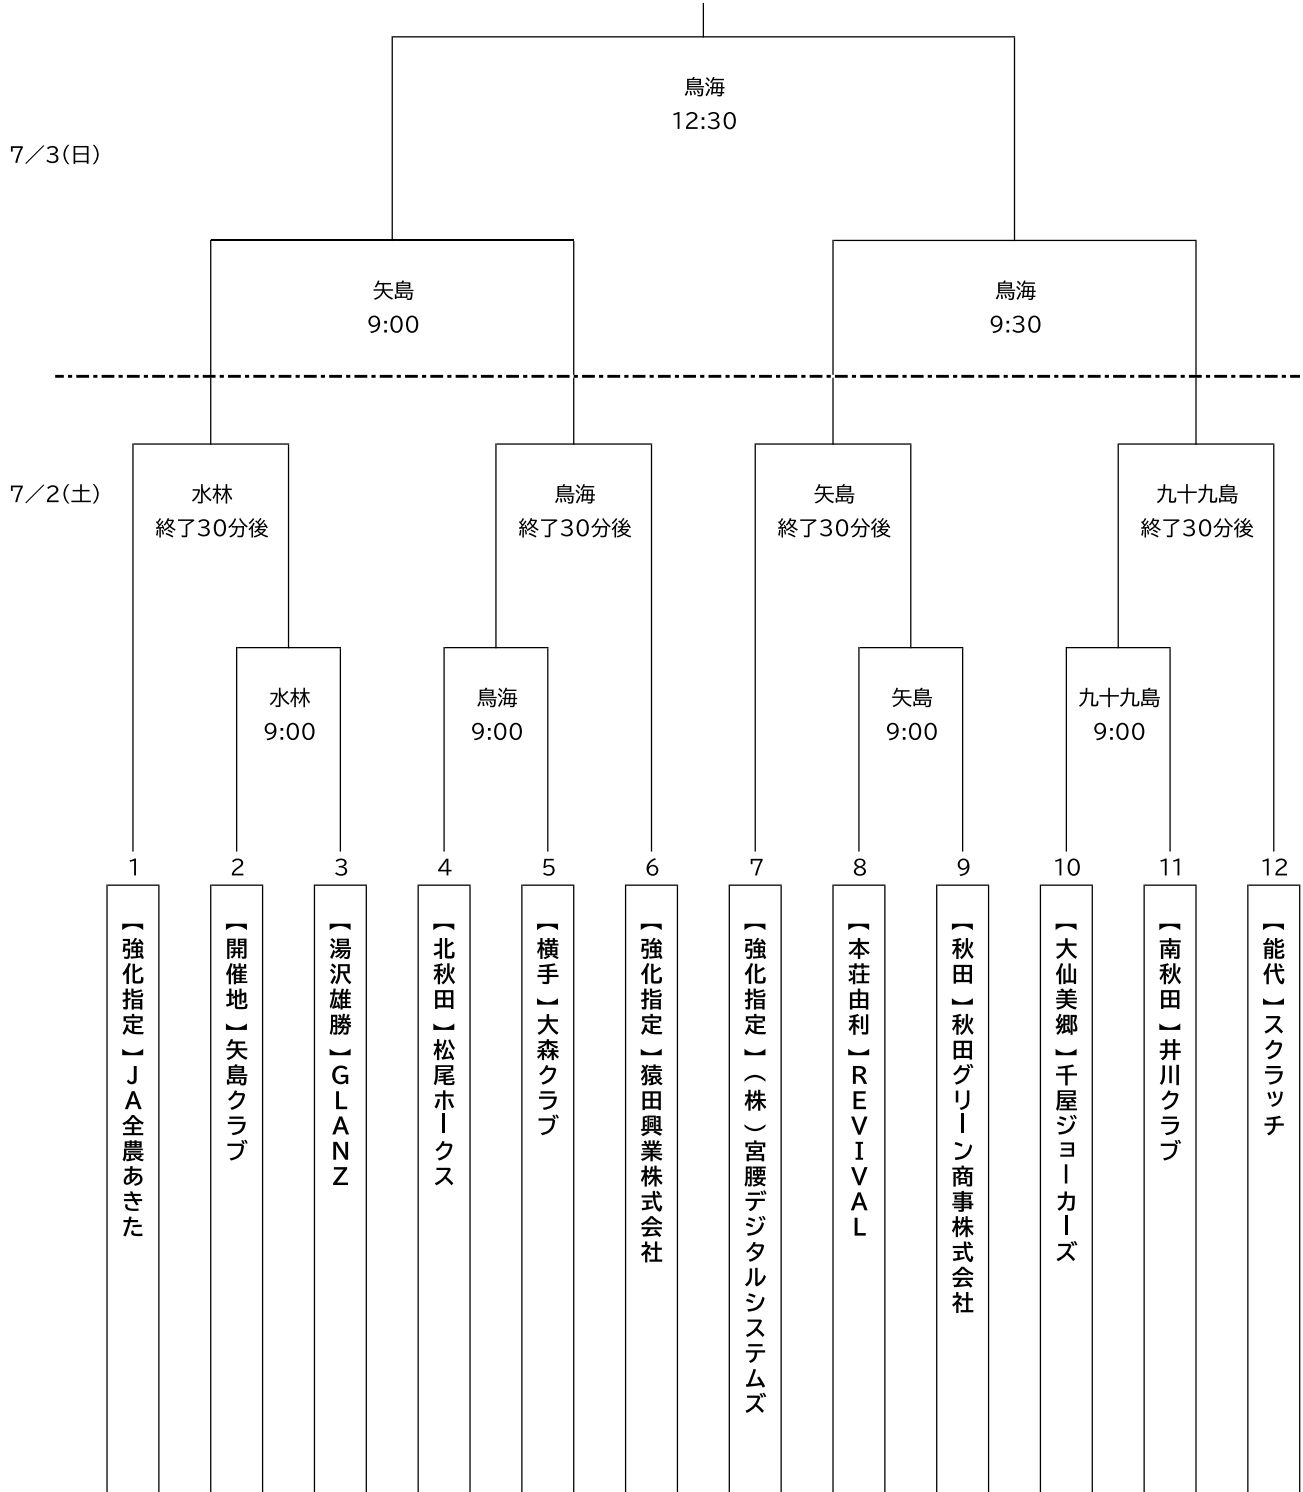 鳥海
12:30
7／3(日)
矢島
9:00
鳥海
9:30
7／2(土)
水林
終了30分後
鳥海
終了30分後
矢島
終了30分後
九十九島
終了30分後
水林
9:00
鳥海
9:00
矢島
9:00
九十九島
9:00
1
2
3
4
5
6
7
8
9
10
11
12
【強化指定】ＪＡ全農あきた
【開催地】矢島クラブ
【湯沢雄勝】ＧＬＡＮＺ
【北秋田】松尾ホークス
【横手】大森クラブ
【強化指定】猿田興業株式会社
【強化指定】（株）宮腰デジタルシステムズ
【本荘由利】ＲＥＶＩＶＡＬ
【秋田】秋田グリーン商事株式会社
【大仙美郷】千屋ジョーカーズ
【南秋田】井川クラブ
【能代】スクラッチ